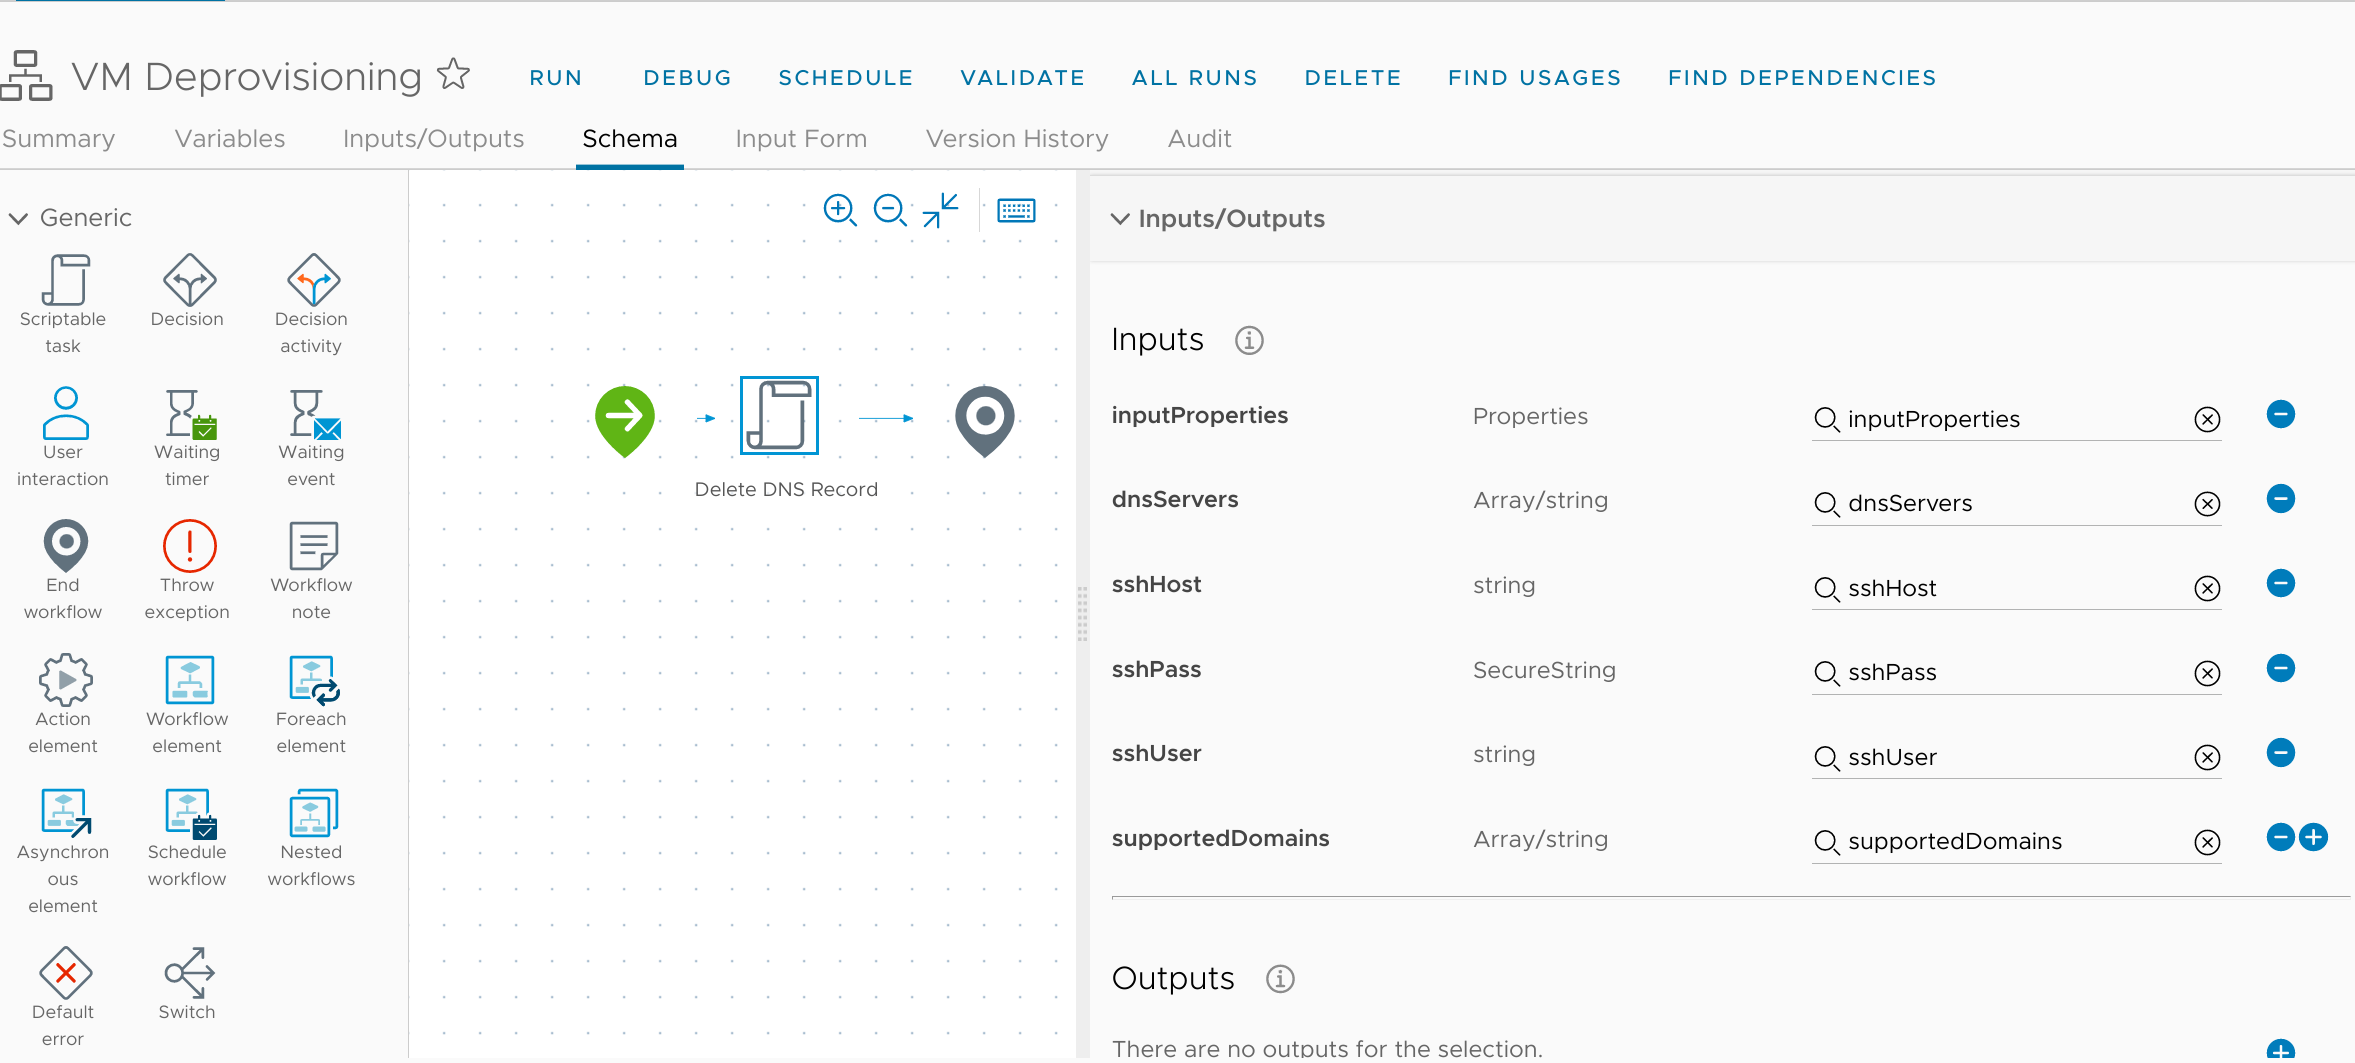 VM Deprovisioning
RUN DEBUG SCHEDULE VALIDATE ALL RUNS DELETE FIND USAGES FIND DEPENDENCIES
Summary Variables Inputs/Outputs Schema Input Form Version History Audit
Generic
Scriptable
task
Decision
Decision
activity
User
interaction
Waiting
timer
Waiting
event
End
workflow
Throw
exception
Workflow
note
Action
element
Workflow
element
Foreach
element
Asynchron
ous
element
Schedule
workflow
Nested
workflows
Default
error
Switch
Delete DNS Record
Inputs/Outputs
Inputs
inputProperties Properties inputProperties
dnsServers Array/string dnsServers
sshHost string sshHost
sshPass SecureString sshPass
sshUser string sshUser
supportedDomains Array/string supportedDomains
Outputs
There are no outputs for the selection.